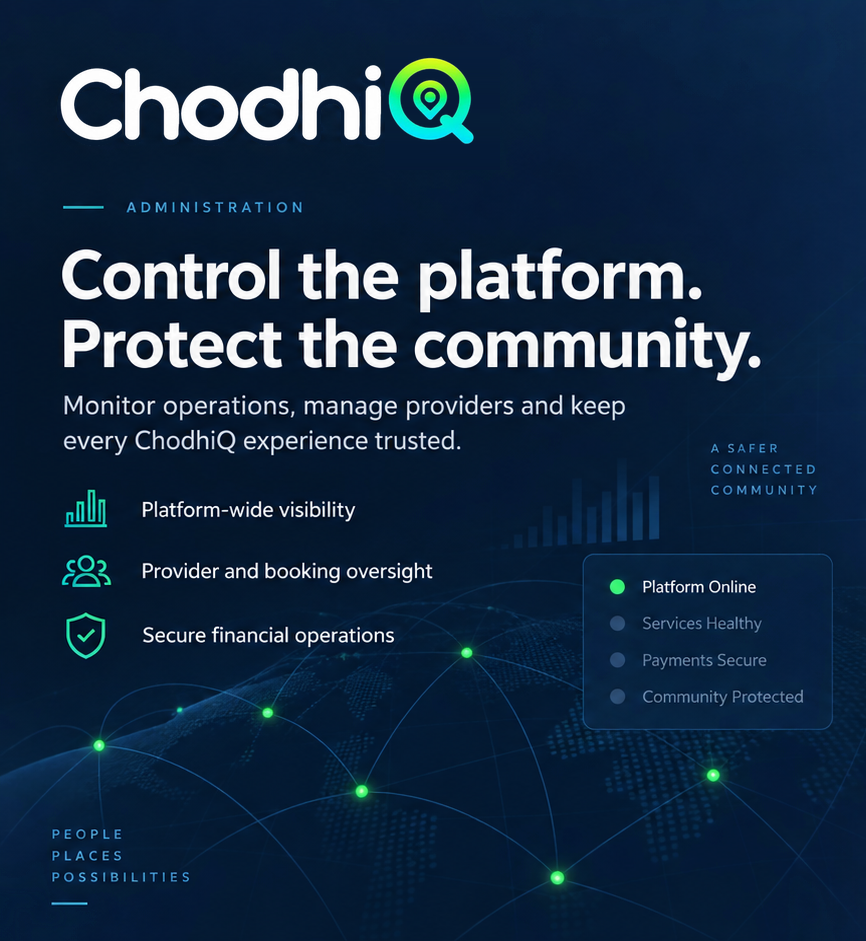 ChodhiQ
ADMINISTRATION
Control the platform.
Protect the community.
Monitor operations, manage providers and keep
every ChodhiQ experience trusted.
Platform-wide visibility
Provider and booking oversight
Secure financial operations
A SAFER
CONNECTED
COMMUNITY
Platform Online
Services Healthy
Payments Secure
Community Protected
PEOPLE
PLACES
POSSIBILITIES